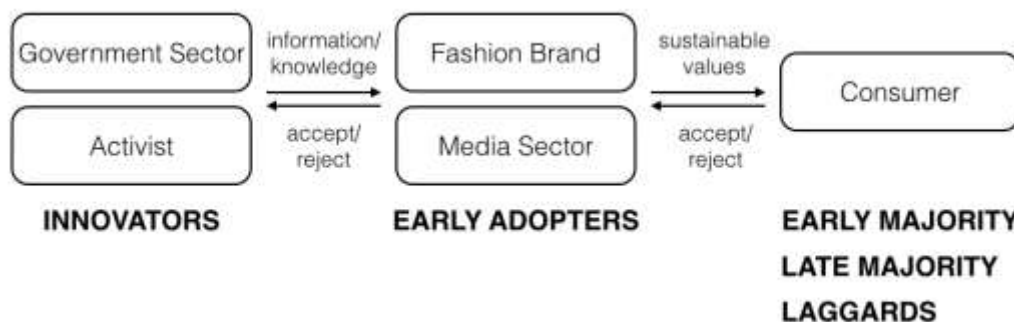 Government Sector
Activist
INNOVATORS
information/
knowledge
accept/
reject
Fashion Brand
Media Sector
EARLY ADOPTERS
sustainable
values
accept/
reject
Consumer
EARLY MAJORITY
LATE MAJORITY
LAGGARDS